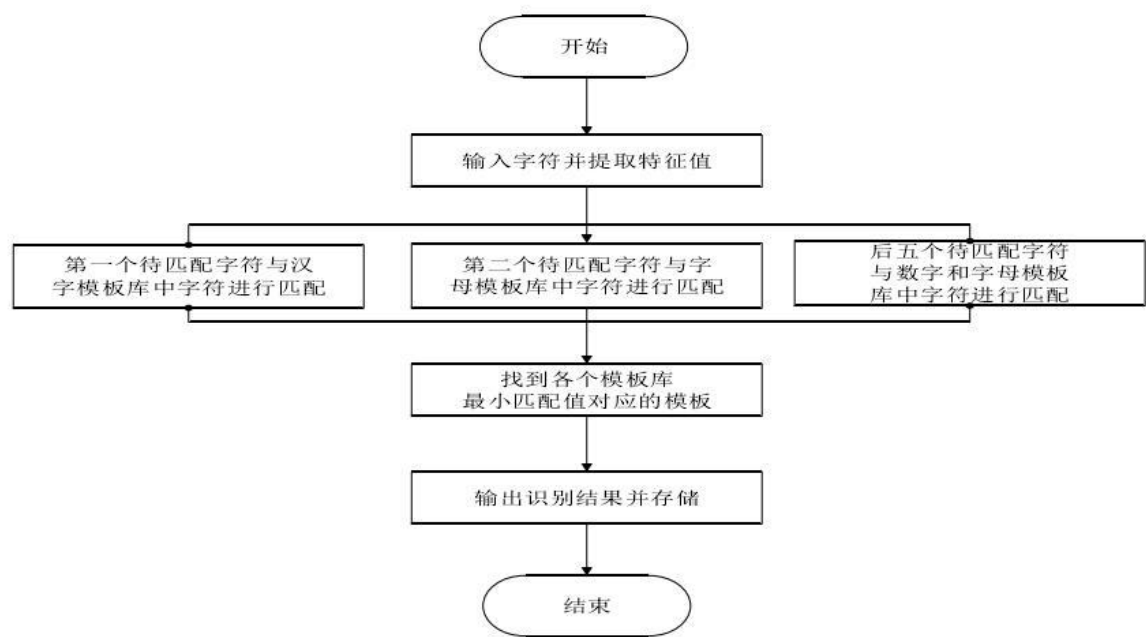 开始
输入字符并提取特征值
第一个待匹配字符与汉
字模板库中字符进行匹配
第二个待匹配字符与字
母模板库中字符进行匹配
后五个待匹配字符
与数字和字母模板
库中字符进行匹配
找到各个模板库
最小匹配值对应的模板
输出识别结果并存储
结束